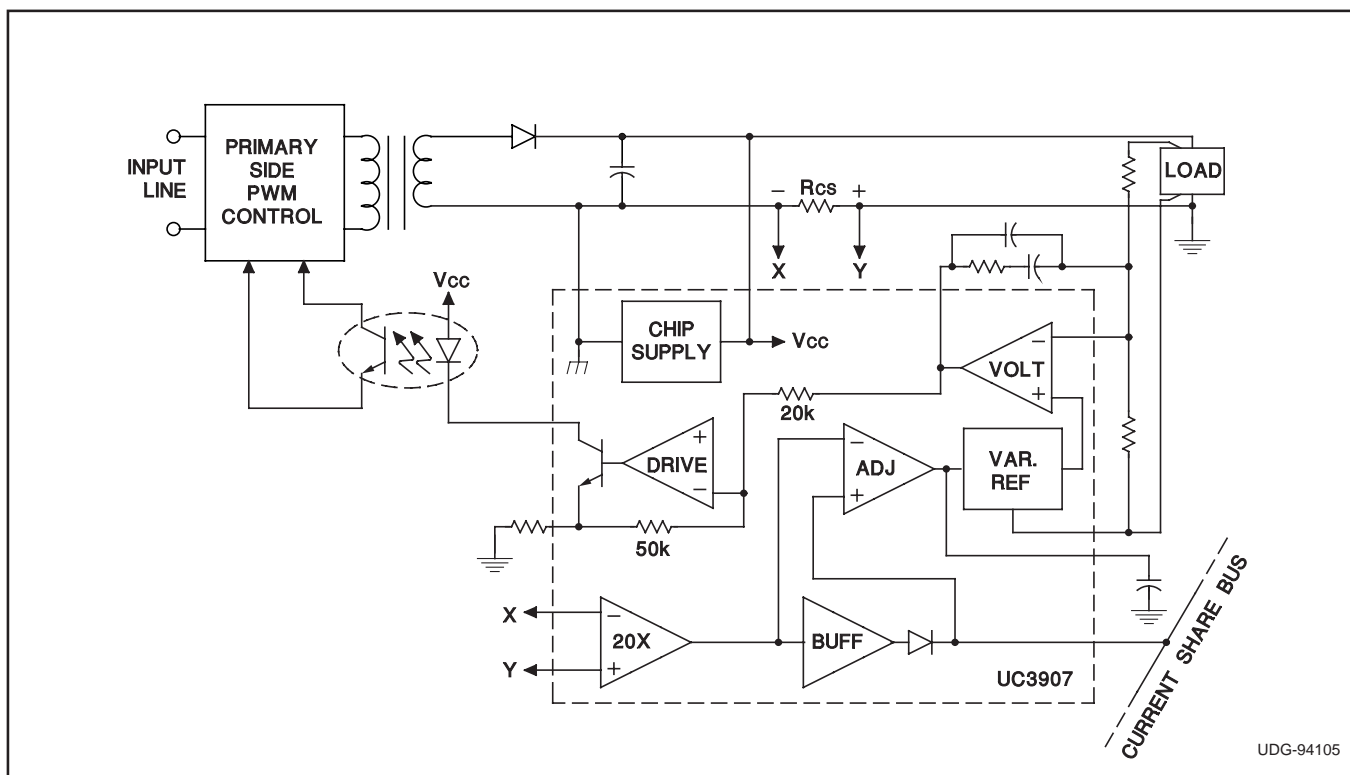 PRIMARY
SIDE
PWM
CONTROL
INPUT
LINE
LOAD
- Rcs +
X Y
Vcc
CHIP
SUPPLY
Vcc
-
VOLT
+
20k
+
DRIVE
-
-
ADJ
+
VAR.
REF
50k
X
-
20X
Y
+
BUFF
UC3907
CURRENT SHARE BUS
UDG-94105